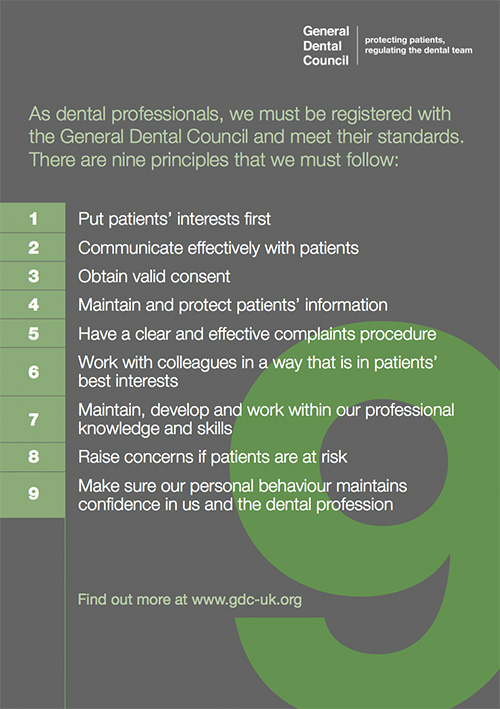 General
Dental
Council
protecting patients,
regulating the dental team
As dental professionals, we must be registered with
the General Dental Council and meet their standards.
There are nine principles that we must follow:
1 Put patients’ interests first
2 Communicate effectively with patients
3 Obtain valid consent
4 Maintain and protect patients’ information
5 Have a clear and effective complaints procedure
6 Work with colleagues in a way that is in patients’
best interests
7 Maintain, develop and work within our professional
knowledge and skills
8 Raise concerns if patients are at risk
9 Make sure our personal behaviour maintains
confidence in us and the dental profession
9
Find out more at www.gdc-uk.org